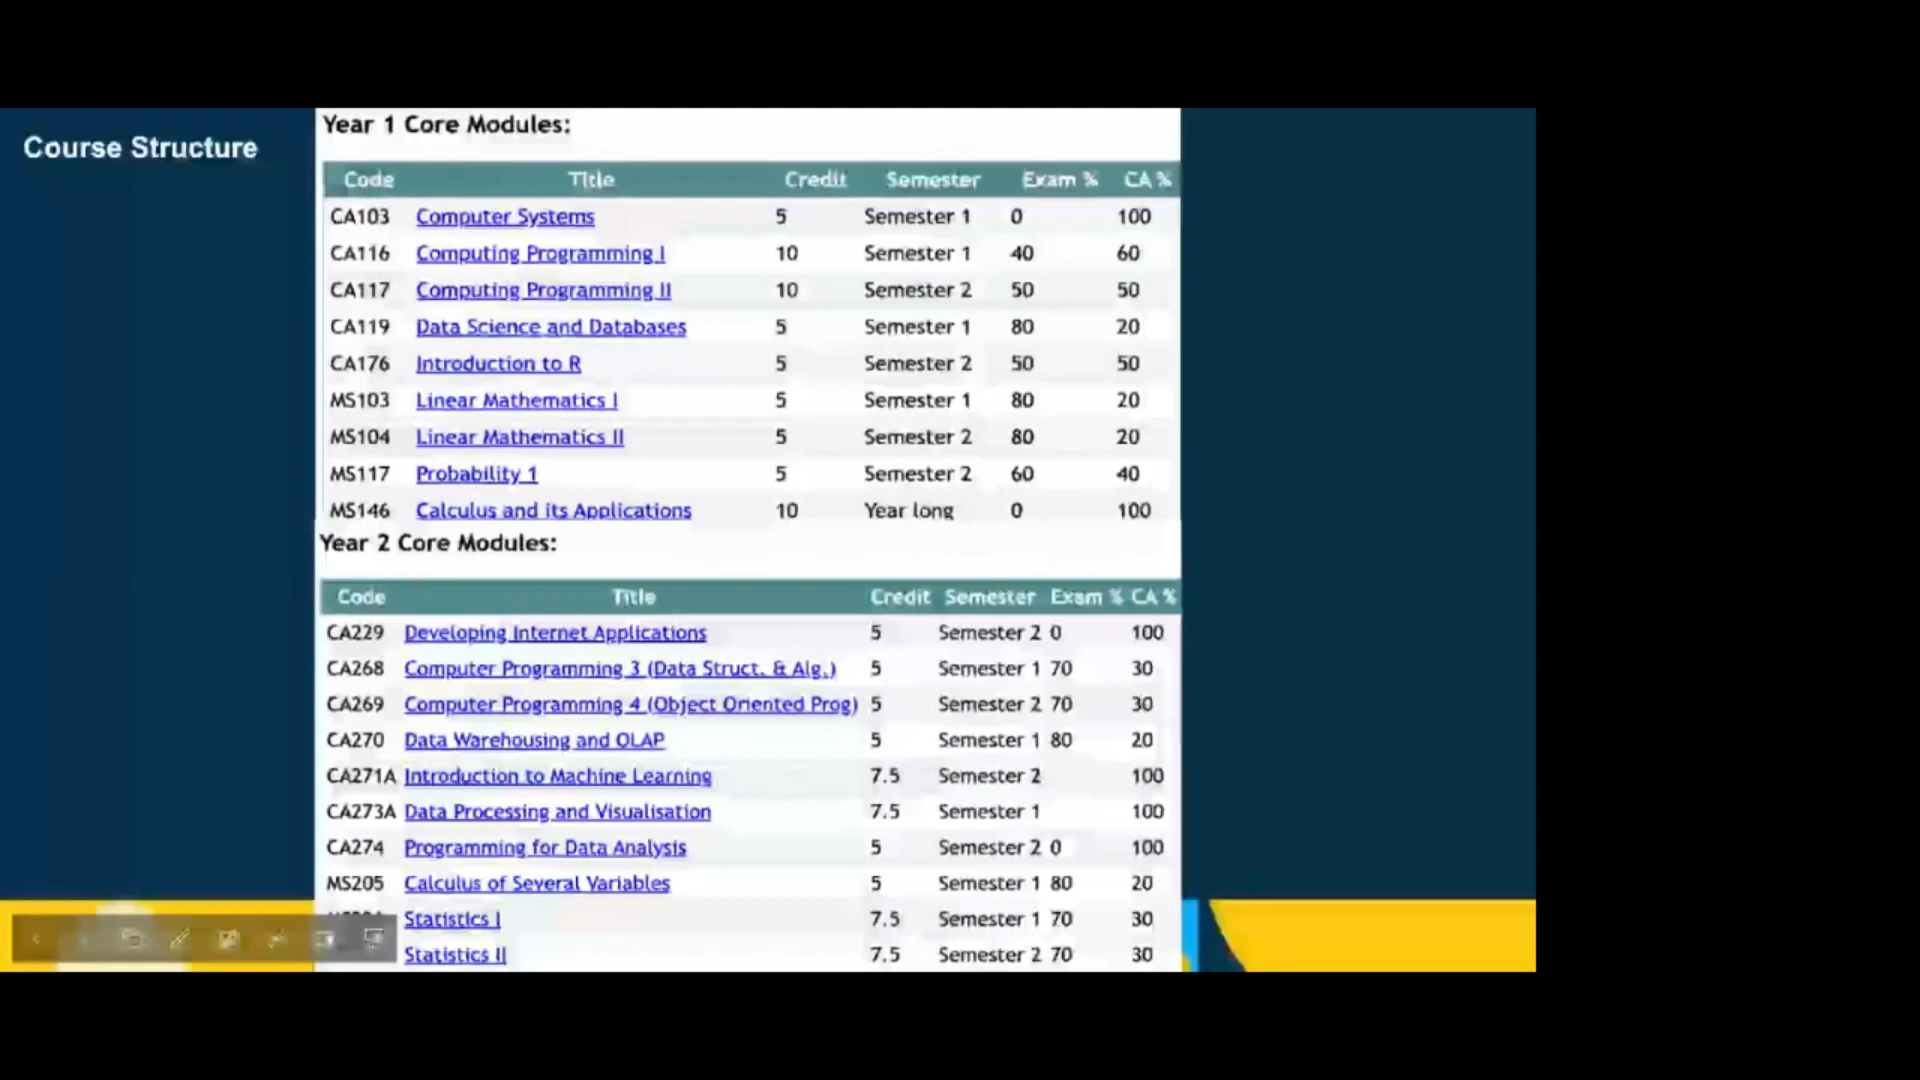 Course Structure
Year 1 Core Modules:
Code Title Credit Semester Exam % CA %
CA103 Computer Systems 5 Semester 1 0 100
CA116 Computing Programming I 10 Semester 1 40 60
CA117 Computing Programming II 10 Semester 2 50 50
CA119 Data Science and Databases 5 Semester 1 80 20
CA176 Introduction to R 5 Semester 2 50 50
MS103 Linear Mathematics I 5 Semester 1 80 20
MS104 Linear Mathematics II 5 Semester 2 80 20
MS117 Probability 1 5 Semester 2 60 40
MS146 Calculus and its Applications 10 Year long 0 100
Year 2 Core Modules:
Code Title Credit Semester Exam % CA %
CA229 Developing Internet Applications 5 Semester 2 0 100
CA268 Computer Programming 3 (Data Struct. & Alg.) 5 Semester 1 70 30
CA269 Computer Programming 4 (Object Oriented Prog) 5 Semester 2 70 30
CA270 Data Warehousing and OLAP 5 Semester 1 80 20
CA271A Introduction to Machine Learning 7.5 Semester 2 100
CA273A Data Processing and Visualisation 7.5 Semester 1 100
CA274 Programming for Data Analysis 5 Semester 2 0 100
MS205 Calculus of Several Variables 5 Semester 1 80 20
Statistics I 7.5 Semester 1 70 30
Statistics II 7.5 Semester 2 70 30